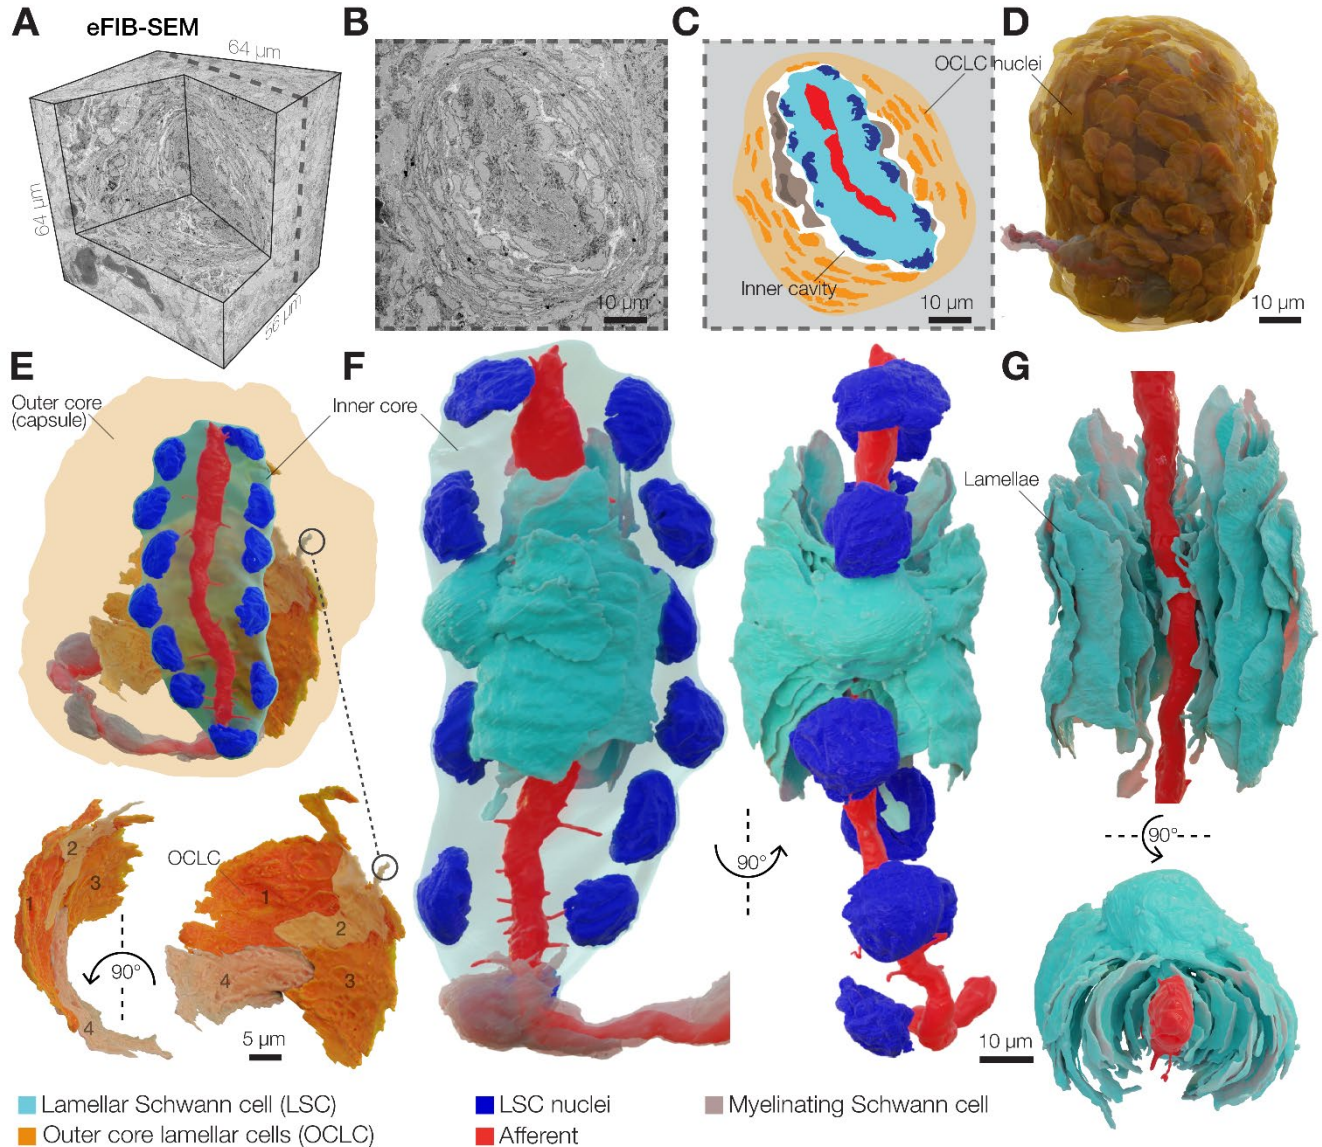 A
eFIB-SEM
64 µm
64 µm
56 µm
B
10 µm
C
OCLC nuclei
Inner cavity
10 µm
D
10 µm
E
Outer core
(capsule)
Inner core
F
G
Lamellae
1
2
3
4
90°
OCLC
1
2
3
4
5 µm
90°
90°
10 µm
Lamellar Schwann cell (LSC)
LSC nuclei
Myelinating Schwann cell
Outer core lamellar cells (OCLC)
Afferent